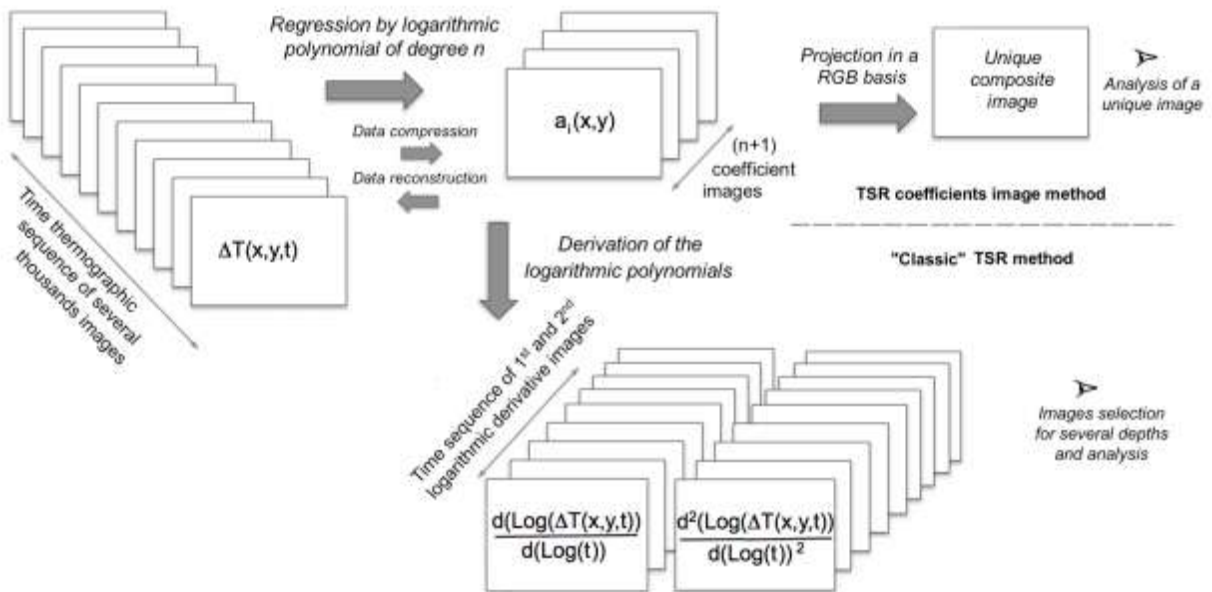 Regression by logarithmic
polynomial of degree n
Data compression
Data reconstruction
ΔT(x,y,t)
Time thermographic
sequence of several
thousands images
aᵢ(x,y)
(n+1)
coefficient
images
Projection in a
RGB basis
Unique
composite
image
Analysis of a
unique image
TSR coefficients image method
"Classic" TSR method
Derivation of the
logarithmic polynomials
Time sequence of 1st and 2nd
logarithmic derivative images
d(Log(ΔT(x,y,t))
d(Log(t))
d²(Log(ΔT(x,y,t))
d(Log(t))²
Images selection
for several depths
and analysis